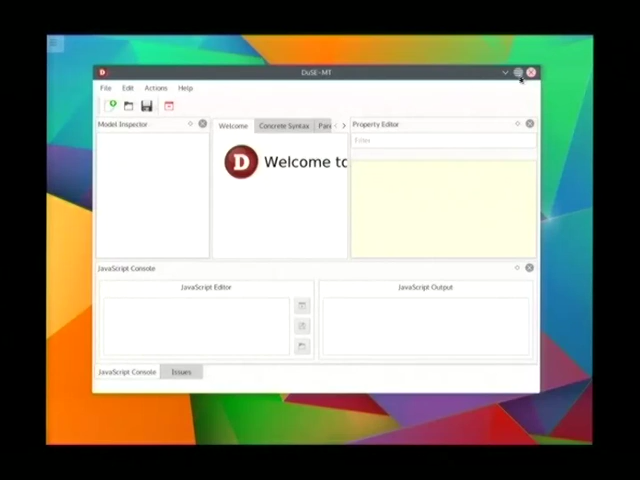 DuSE-MT
File Edit Actions Help
Model Inspector
Welcome Concrete Syntax Pan
Property Editor
D Welcome to
Filter
JavaScript Console
JavaScript Editor
JavaScript Output
JavaScript Console Issues